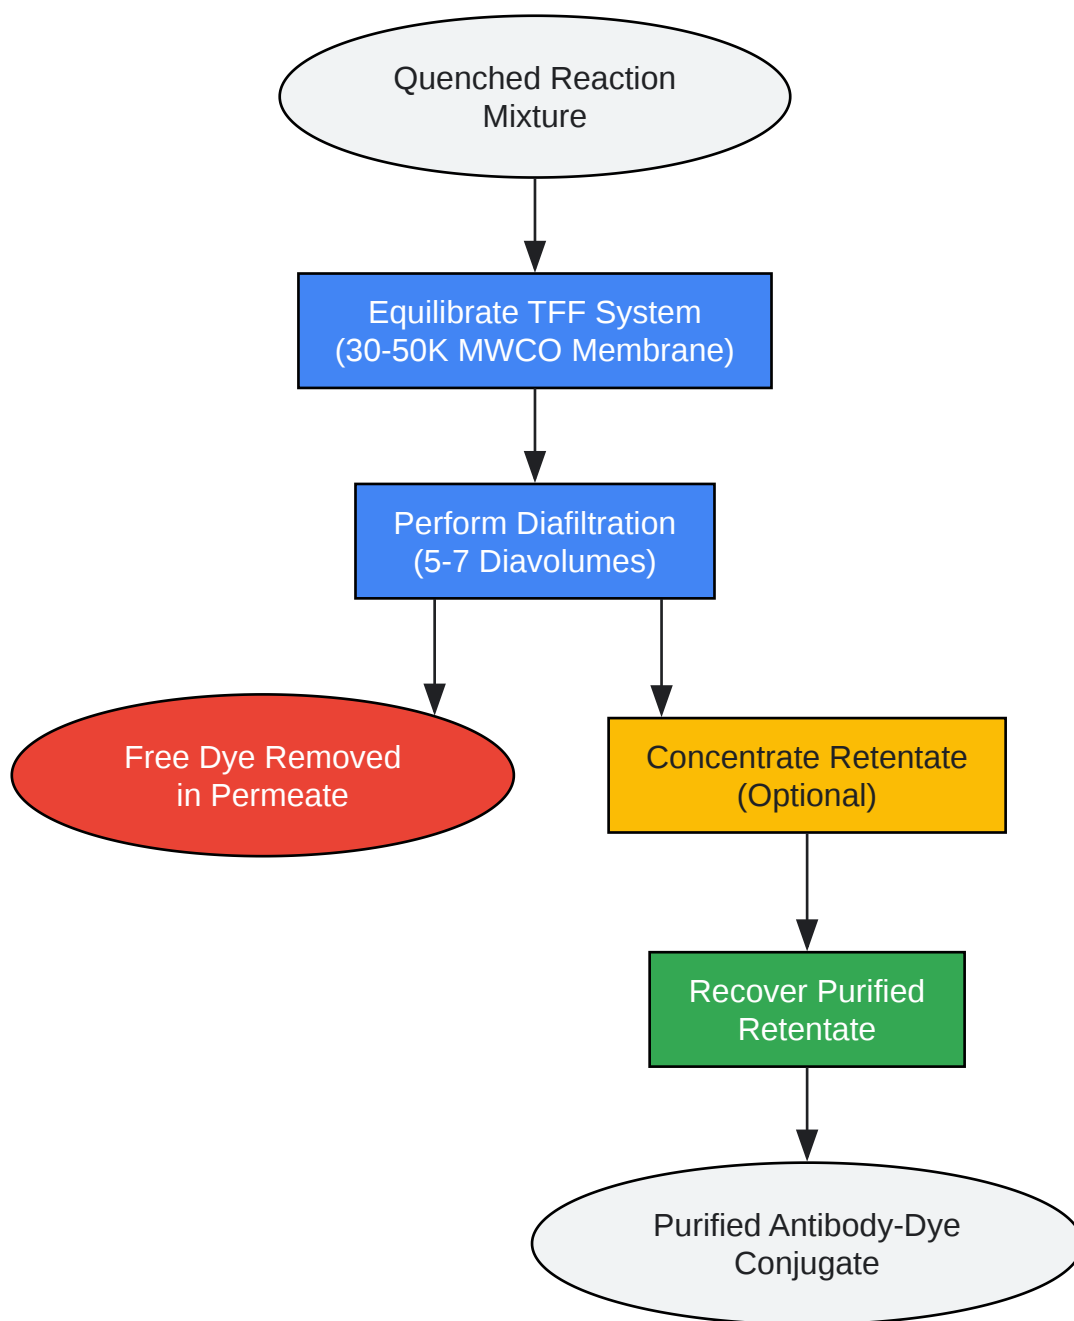 Quenched Reaction
Mixture
Equilibrate TFF System
(30-50K MWCO Membrane)
Perform Diafiltration
(5-7 Diavolumes)
Free Dye Removed
in Permeate
Concentrate Retentate
(Optional)
Recover Purified
Retentate
Purified Antibody-Dye
Conjugate